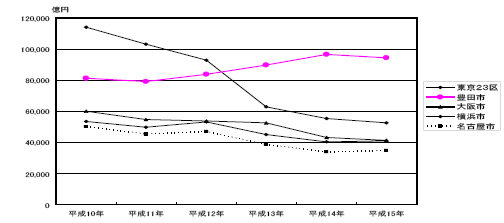 億円
120,000
100,000
80,000
60,000
40,000
20,000
0
平成10年 平成11年 平成12年 平成13年 平成14年 平成15年
東京23区
豊田市
大阪市
横浜市
名古屋市